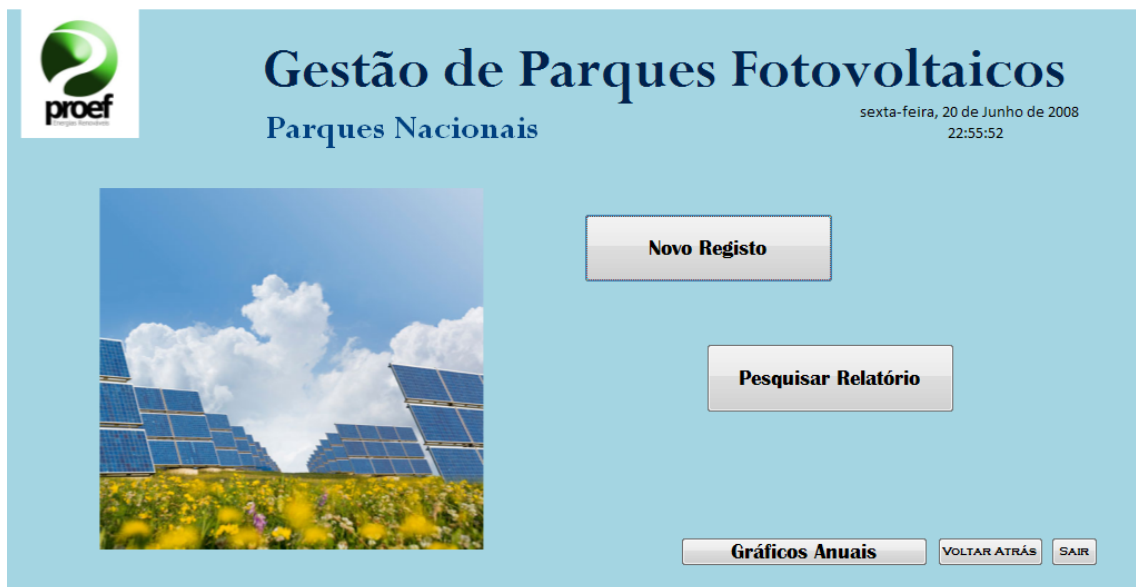 proef
Energias Renováveis
Gestão de Parques Fotovoltaicos
Parques Nacionais
sexta-feira, 20 de Junho de 2008
22:55:52
Novo Registo
Pesquisar Relatório
Gráficos Anuais
VOLTAR ATRÁS
SAIR